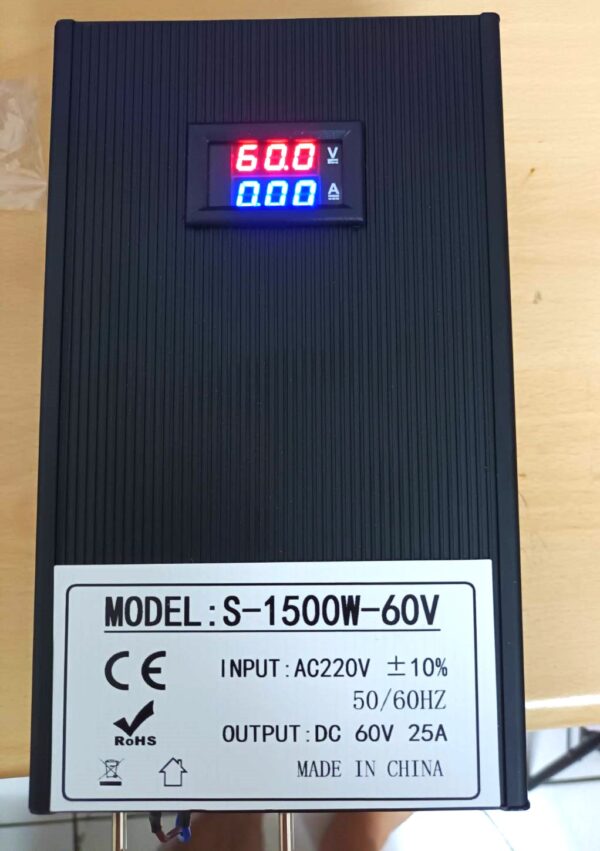 60.0 V
0.00 A
MODEL:S-1500W-60V
CE
INPUT:AC220V ±10%
50/60HZ
RoHS
OUTPUT:DC 60V 25A
MADE IN CHINA